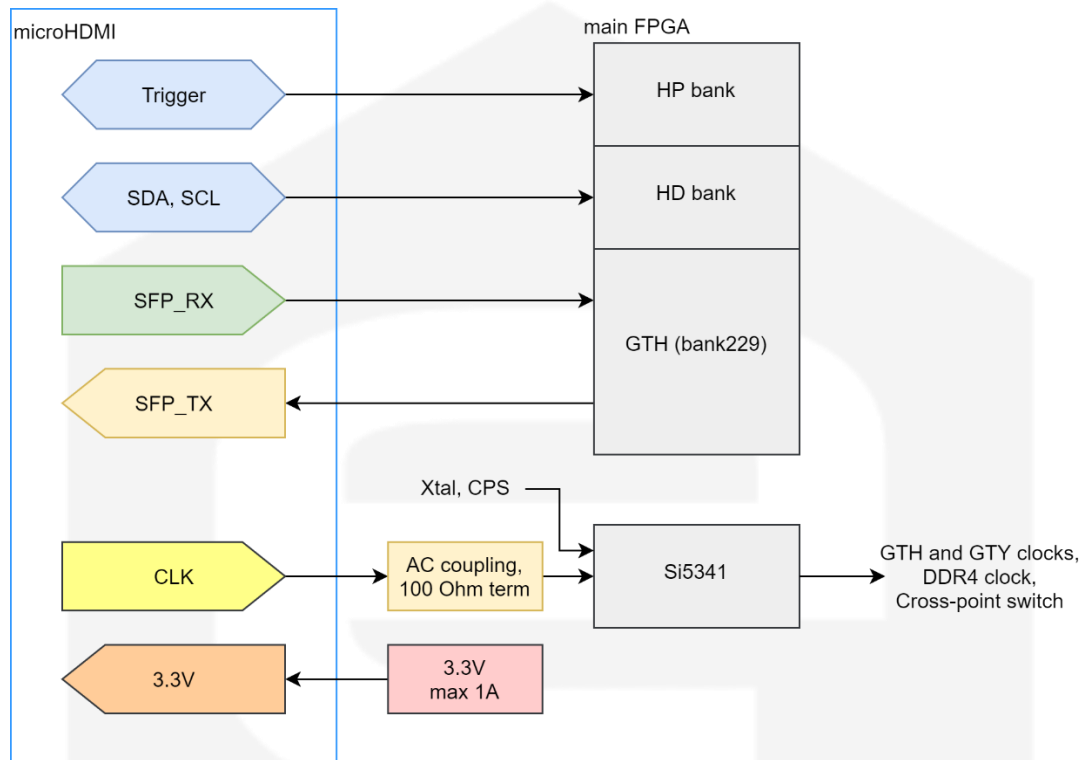 microHDMI
main FPGA
Trigger
HP bank
SDA, SCL
HD bank
SFP_RX
GTH (bank229)
SFP_TX
Xtal, CPS
CLK
AC coupling,
100 Ohm term
Si5341
GTH and GTY clocks,
DDR4 clock,
Cross-point switch
3.3V
3.3V
max 1A